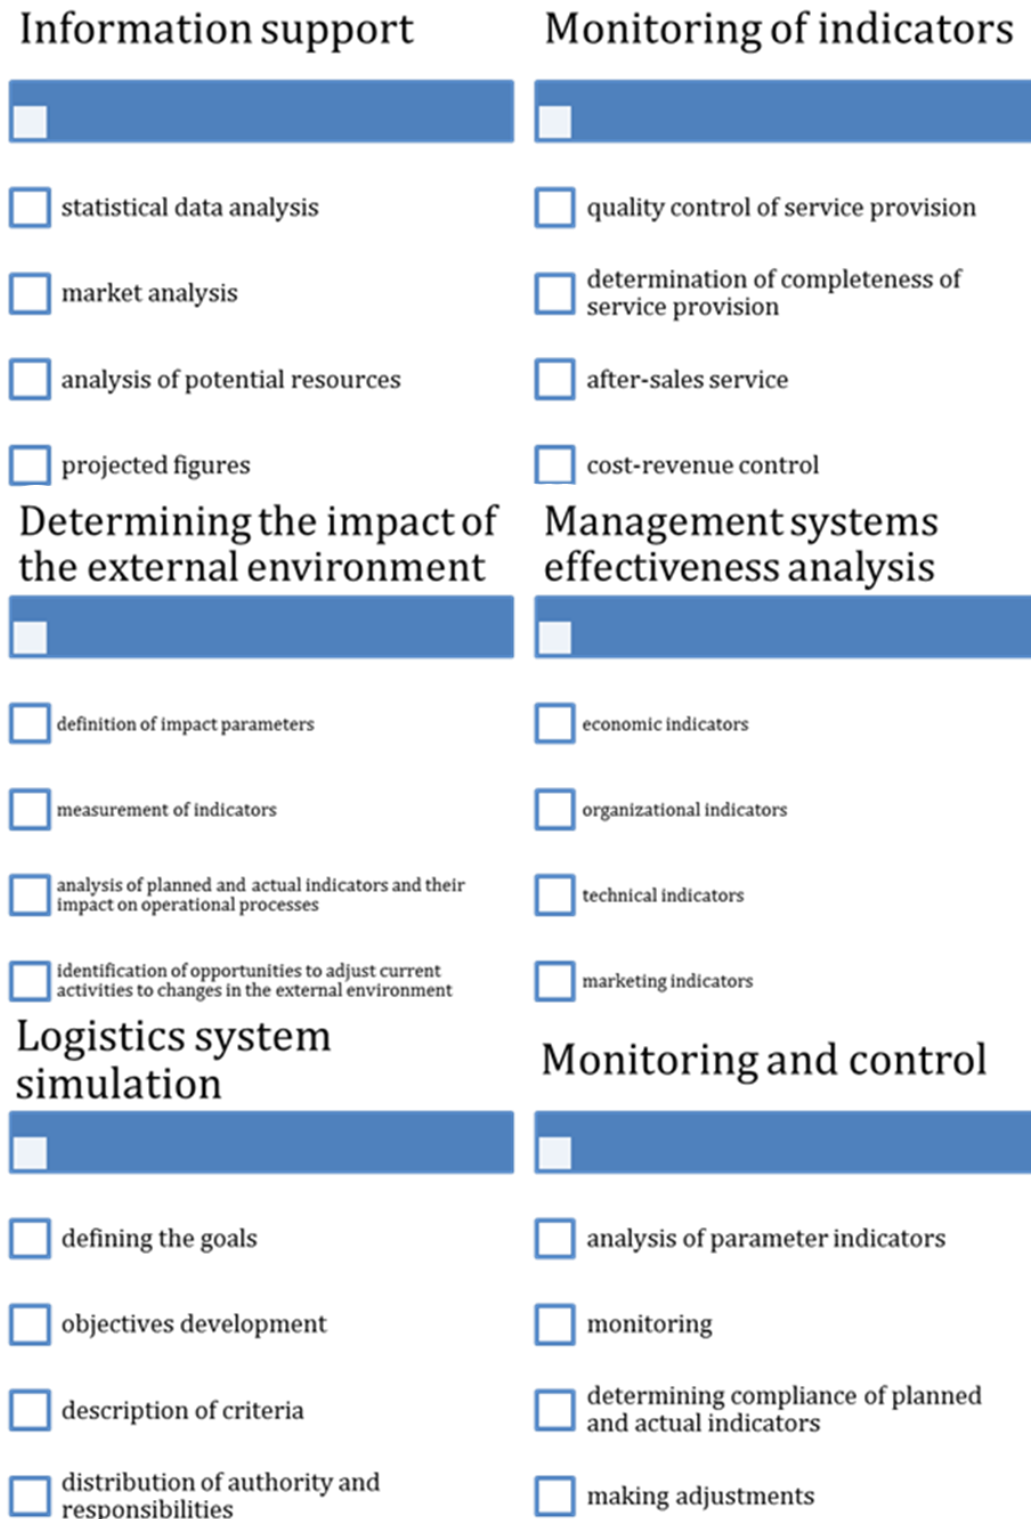 Information support
statistical data analysis
market analysis
analysis of potential resources
projected figures
Monitoring of indicators
quality control of service provision
determination of completeness of
service provision
after-sales service
cost-revenue control
Determining the impact of
the external environment
definition of impact parameters
measurement of indicators
analysis of planned and actual indicators and their
impact on operational processes
identification of opportunities to adjust current
activities to changes in the external environment
Management systems
effectiveness analysis
economic indicators
organizational indicators
technical indicators
marketing indicators
Logistics system
simulation
defining the goals
objectives development
description of criteria
distribution of authority and
responsibilities
Monitoring and control
analysis of parameter indicators
monitoring
determining compliance of planned
and actual indicators
making adjustments